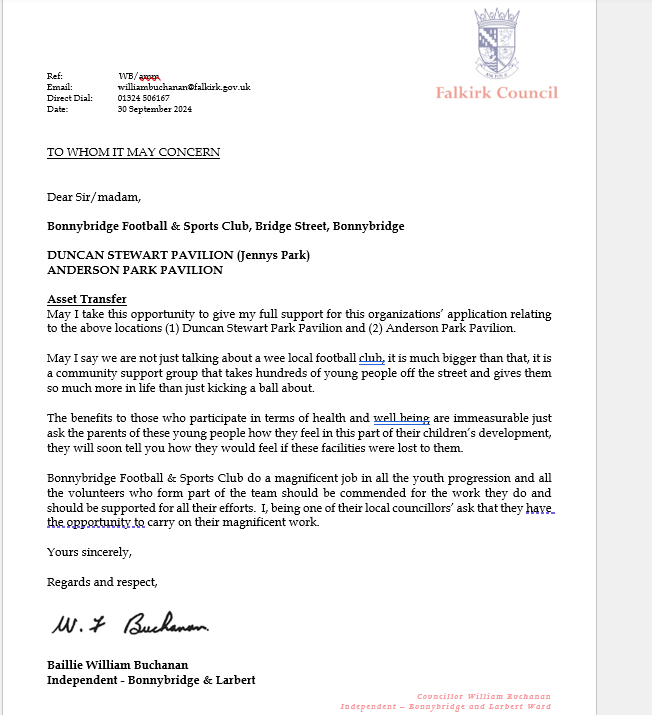 Falkirk Council
Ref: WB/amm
Email: williambuchanan@falkirk.gov.uk
Direct Dial: 01324 506167
Date: 30 September 2024
TO WHOM IT MAY CONCERN
Dear Sir/madam,
Bonnybridge Football & Sports Club, Bridge Street, Bonnybridge
DUNCAN STEWART PAVILION (Jennys Park)
ANDERSON PARK PAVILION
Asset Transfer
May I take this opportunity to give my full support for this organizations’ application relating
to the above locations (1) Duncan Stewart Park Pavilion and (2) Anderson Park Pavilion.
May I say we are not just talking about a wee local football club, it is much bigger than that, it is
a community support group that takes hundreds of young people off the street and gives them
so much more in life than just kicking a ball about.
The benefits to those who participate in terms of health and well being are immeasurable just
ask the parents of these young people how they feel in this part of their children’s development,
they will soon tell you how they would feel if these facilities were lost to them.
Bonnybridge Football & Sports Club do a magnificent job in all the youth progression and all
the volunteers who form part of the team should be commended for the work they do and
should be supported for all their efforts. I, being one of their local councillors’ ask that they have
the opportunity to carry on their magnificent work.
Yours sincerely,
Regards and respect,
W. F Buchanan.
Baillie William Buchanan
Independent - Bonnybridge & Larbert
Councillor William Buchanan
Independent – Bonnybridge and Larbert Ward